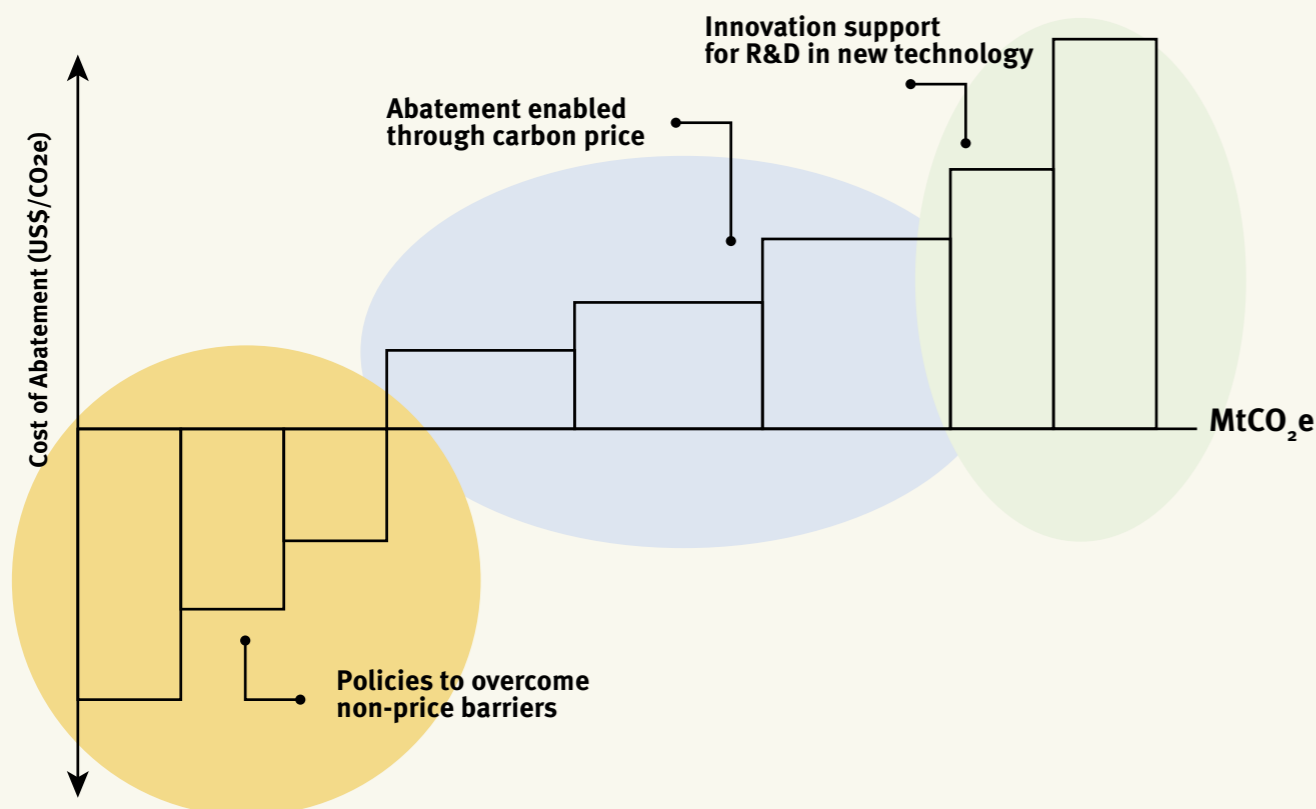 Innovation support
for R&D in new technology
Abatement enabled
through carbon price
Cost of Abatement (US$/CO2e)
MtCO₂e
Policies to overcome
non-price barriers